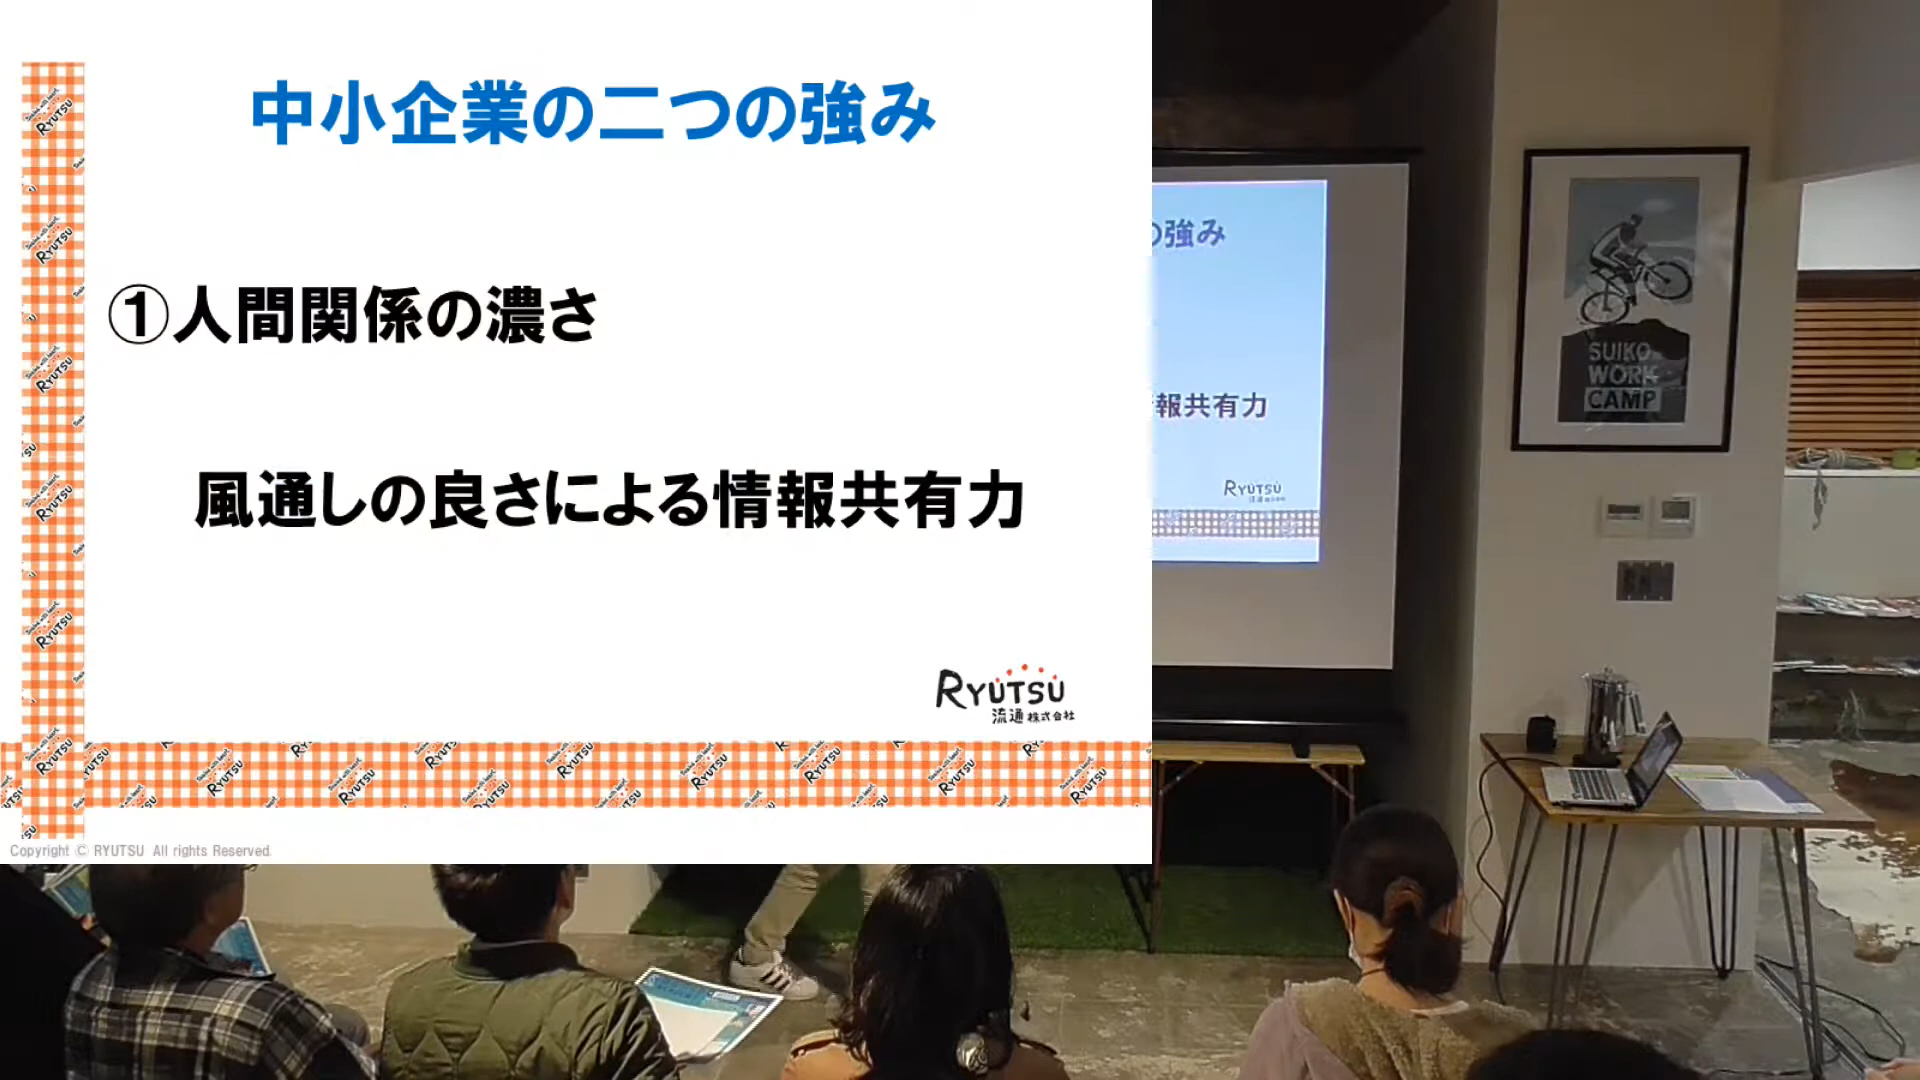 中小企業の二つの強み
①人間関係の濃さ
風通しの良さによる情報共有力
RYUTSU
流通株式会社
Copyright © RYUTSU All rights Reserved.
の強み
報共有力
RYUTSU
SUIKO
WORK
CAMP